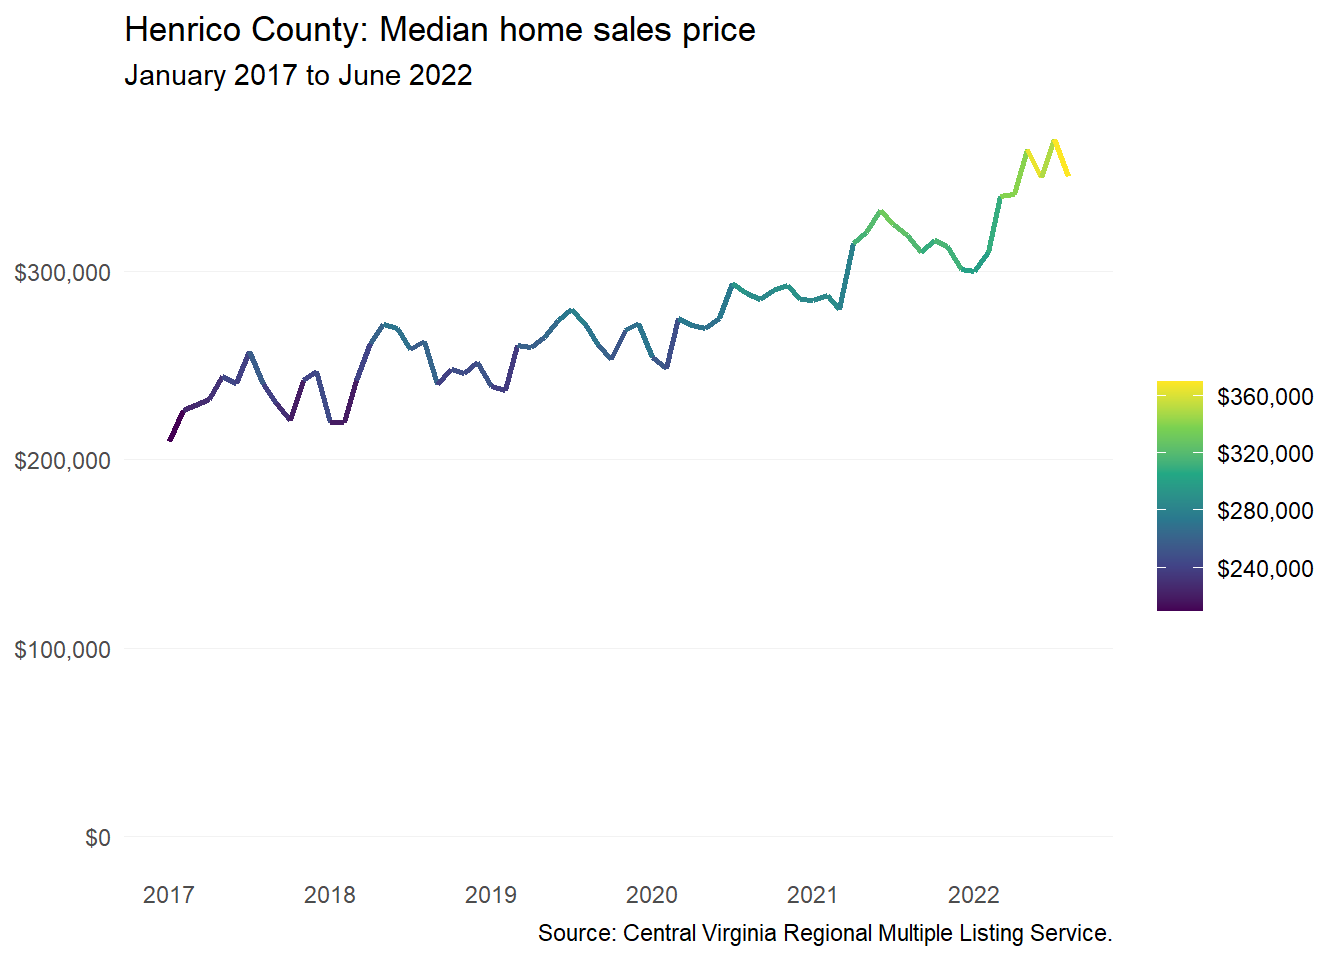 Henrico County: Median home sales price
January 2017 to June 2022
$300,000
$200,000
$100,000
$0
2017 2018 2019 2020 2021 2022
$360,000
$320,000
$280,000
$240,000
Source: Central Virginia Regional Multiple Listing Service.